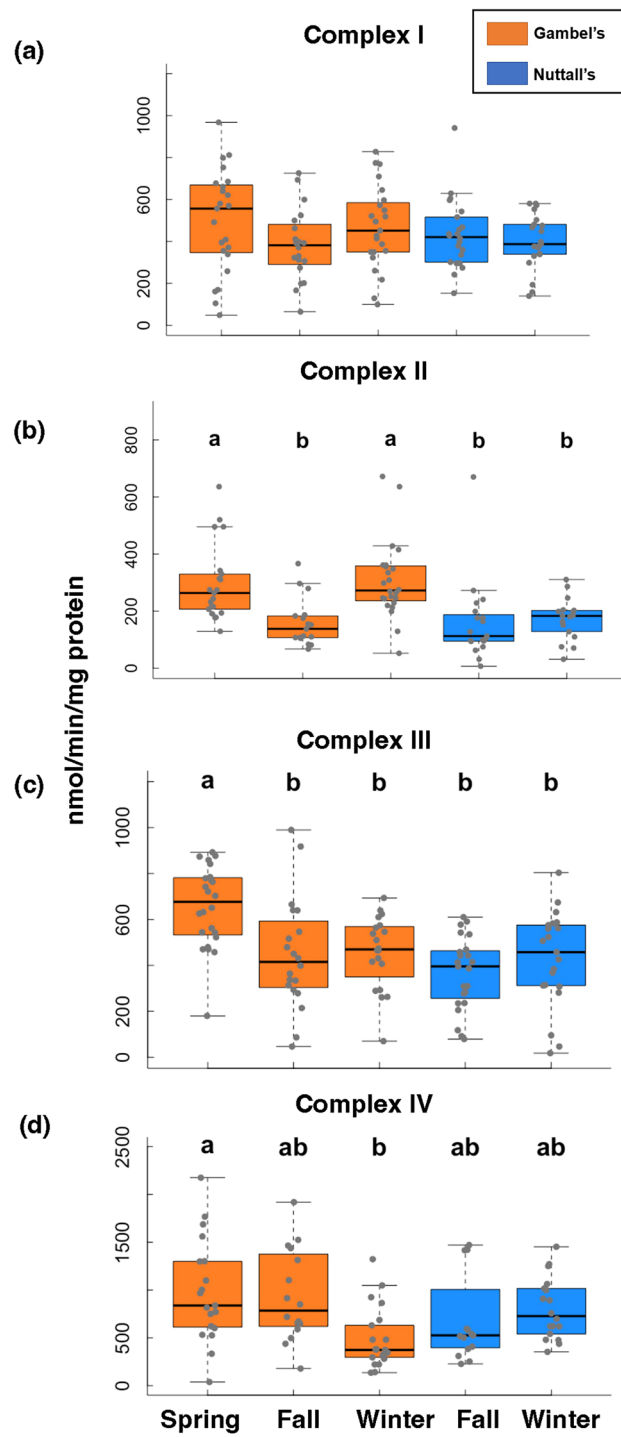 Complex I
Gambel's
Nuttall's
(a)
1000
600
200
0
Complex II
(b)
a b a b b
800
600
400
200
0
nmol/min/mg protein
Complex III
(c)
a b b b b
1000
600
200
0
Complex IV
(d)
a ab b ab ab
2500
1500
500
0
Spring Fall Winter Fall Winter